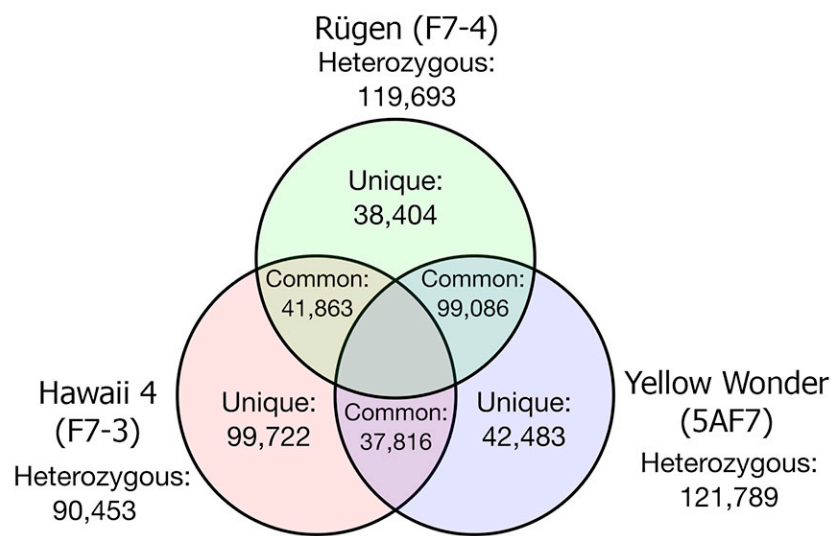 Rügen (F7-4)
Heterozygous:
119,693
Unique:
38,404
Common:
41,863
Common:
99,086
Hawaii 4
(F7-3)
Heterozygous:
90,453
Unique:
99,722
Common:
37,816
Unique:
42,483
Yellow Wonder
(5AF7)
Heterozygous:
121,789